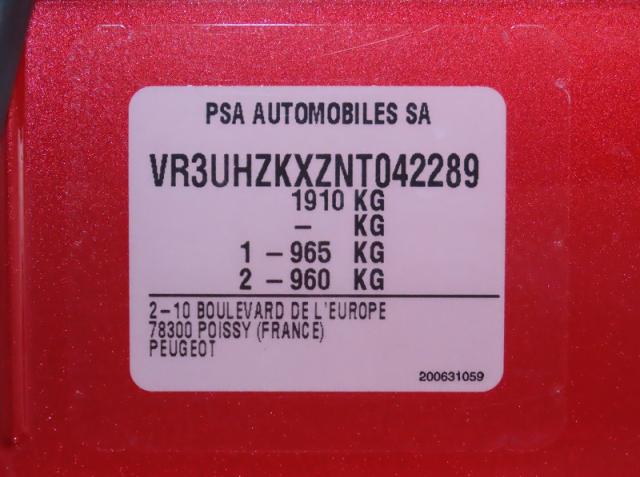 PSA AUTOMOBILES SA
VR3UHZKXZNT042289
1910 KG
– KG
1 – 965 KG
2 – 960 KG
2–10 BOULEVARD DE L'EUROPE
78300 POISSY (FRANCE)
PEUGEOT
200631059